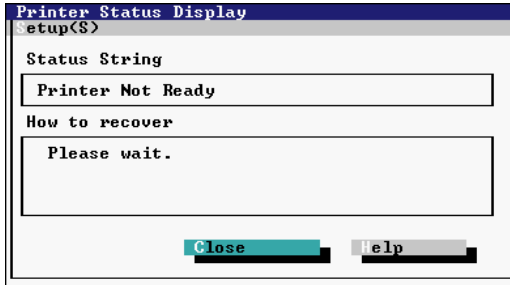 Printer Status Display
Setup(S)
Status String
Printer Not Ready
How to recover
Please wait.
Close
Help